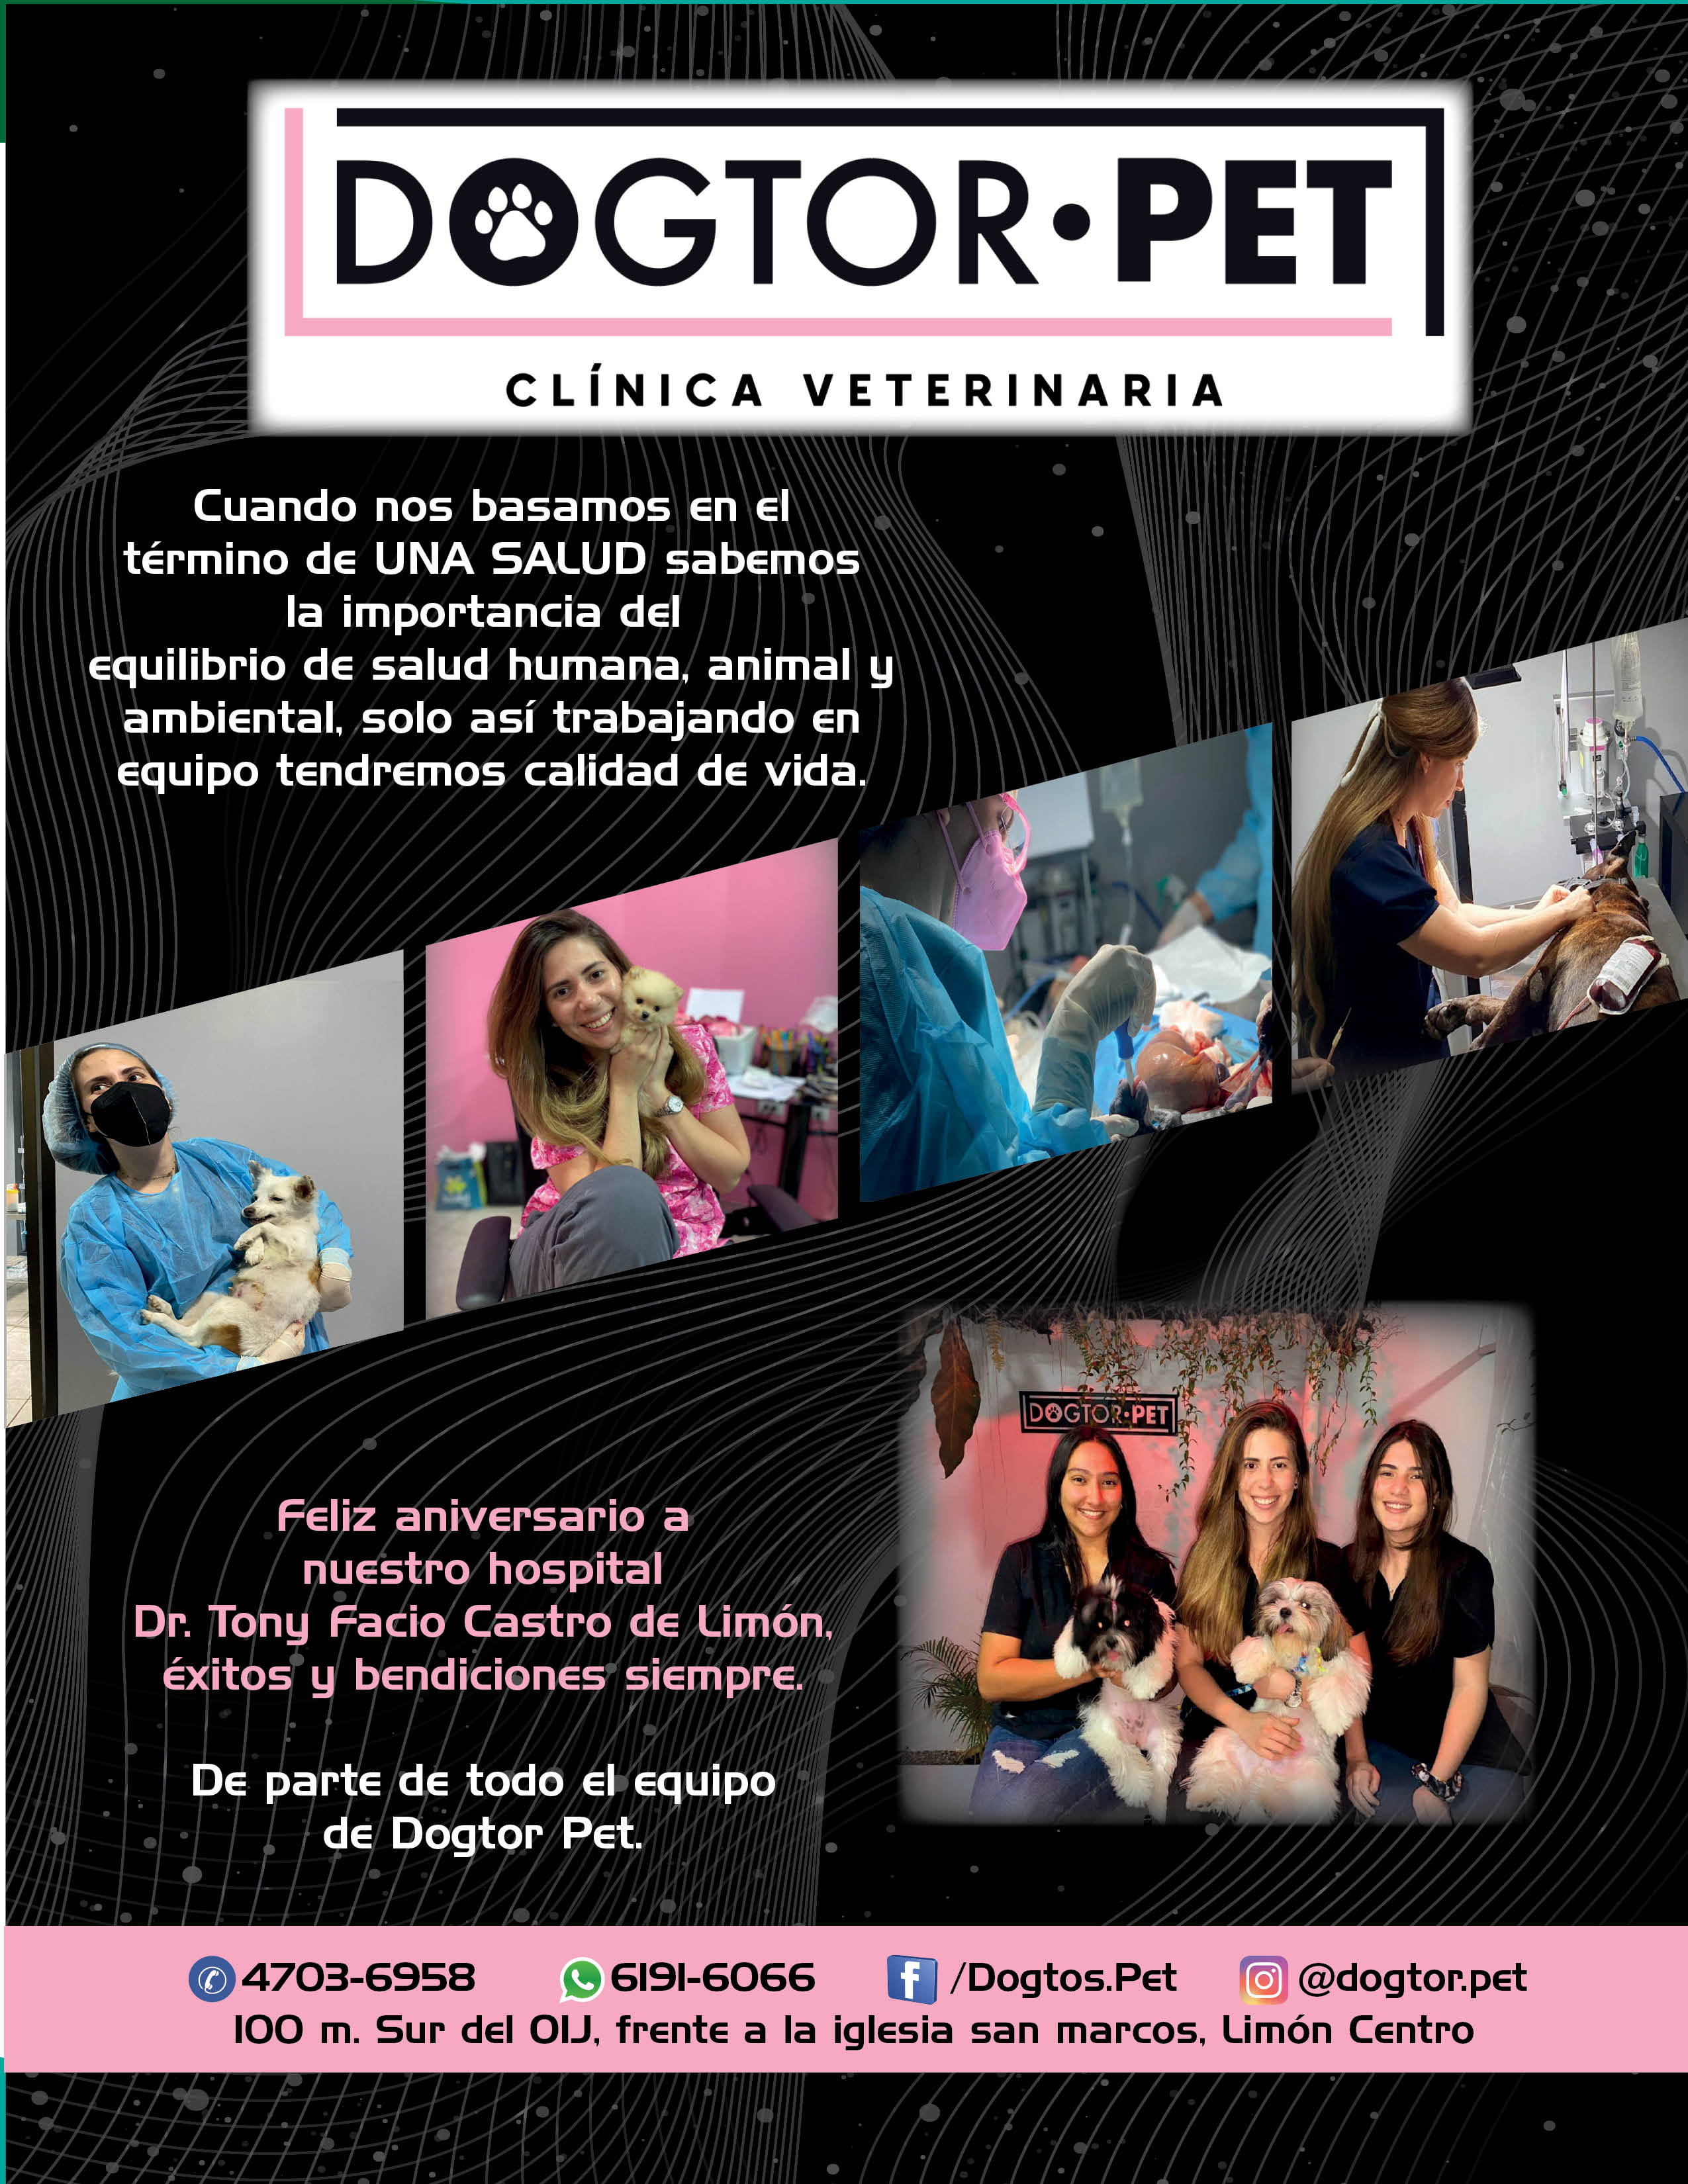 DOGTOR·PET
CLÍNICA VETERINARIA
Cuando nos basamos en el
término de UNA SALUD sabemos
la importancia del
equilibrio de salud humana, animal y
ambiental, solo así trabajando en
equipo tendremos calidad de vida.
DOGTOR·PET
Feliz aniversario a
nuestro hospital
Dr. Tony Facio Castro de Limón,
éxitos y bendiciones siempre.
De parte de todo el equipo
de Dogtor Pet.
4703-6958 6191-6066 /Dogtos.Pet @dogtor.pet
100 m. Sur del OIJ, frente a la iglesia san marcos, Limón Centro